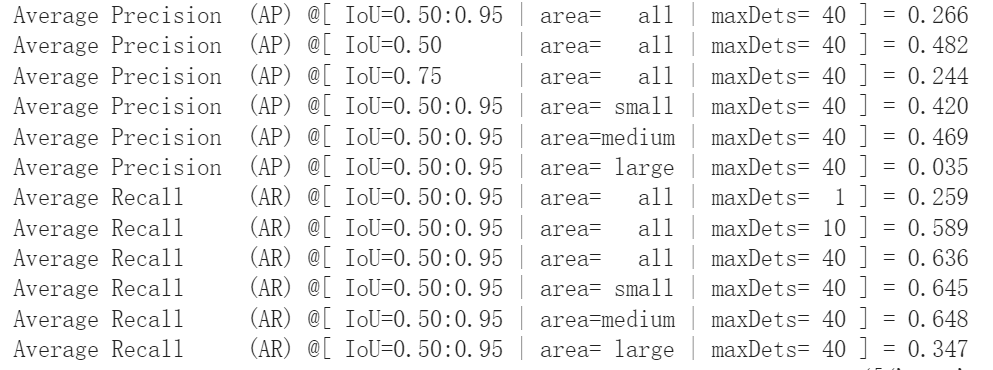 Average Precision (AP) @[ IoU=0.50:0.95 | area= all | maxDets= 40 ] = 0.266
Average Precision (AP) @[ IoU=0.50 | area= all | maxDets= 40 ] = 0.482
Average Precision (AP) @[ IoU=0.75 | area= all | maxDets= 40 ] = 0.244
Average Precision (AP) @[ IoU=0.50:0.95 | area= small | maxDets= 40 ] = 0.420
Average Precision (AP) @[ IoU=0.50:0.95 | area=medium | maxDets= 40 ] = 0.469
Average Precision (AP) @[ IoU=0.50:0.95 | area= large | maxDets= 40 ] = 0.035
Average Recall (AR) @[ IoU=0.50:0.95 | area= all | maxDets= 1 ] = 0.259
Average Recall (AR) @[ IoU=0.50:0.95 | area= all | maxDets= 10 ] = 0.589
Average Recall (AR) @[ IoU=0.50:0.95 | area= all | maxDets= 40 ] = 0.636
Average Recall (AR) @[ IoU=0.50:0.95 | area= small | maxDets= 40 ] = 0.645
Average Recall (AR) @[ IoU=0.50:0.95 | area=medium | maxDets= 40 ] = 0.648
Average Recall (AR) @[ IoU=0.50:0.95 | area= large | maxDets= 40 ] = 0.347